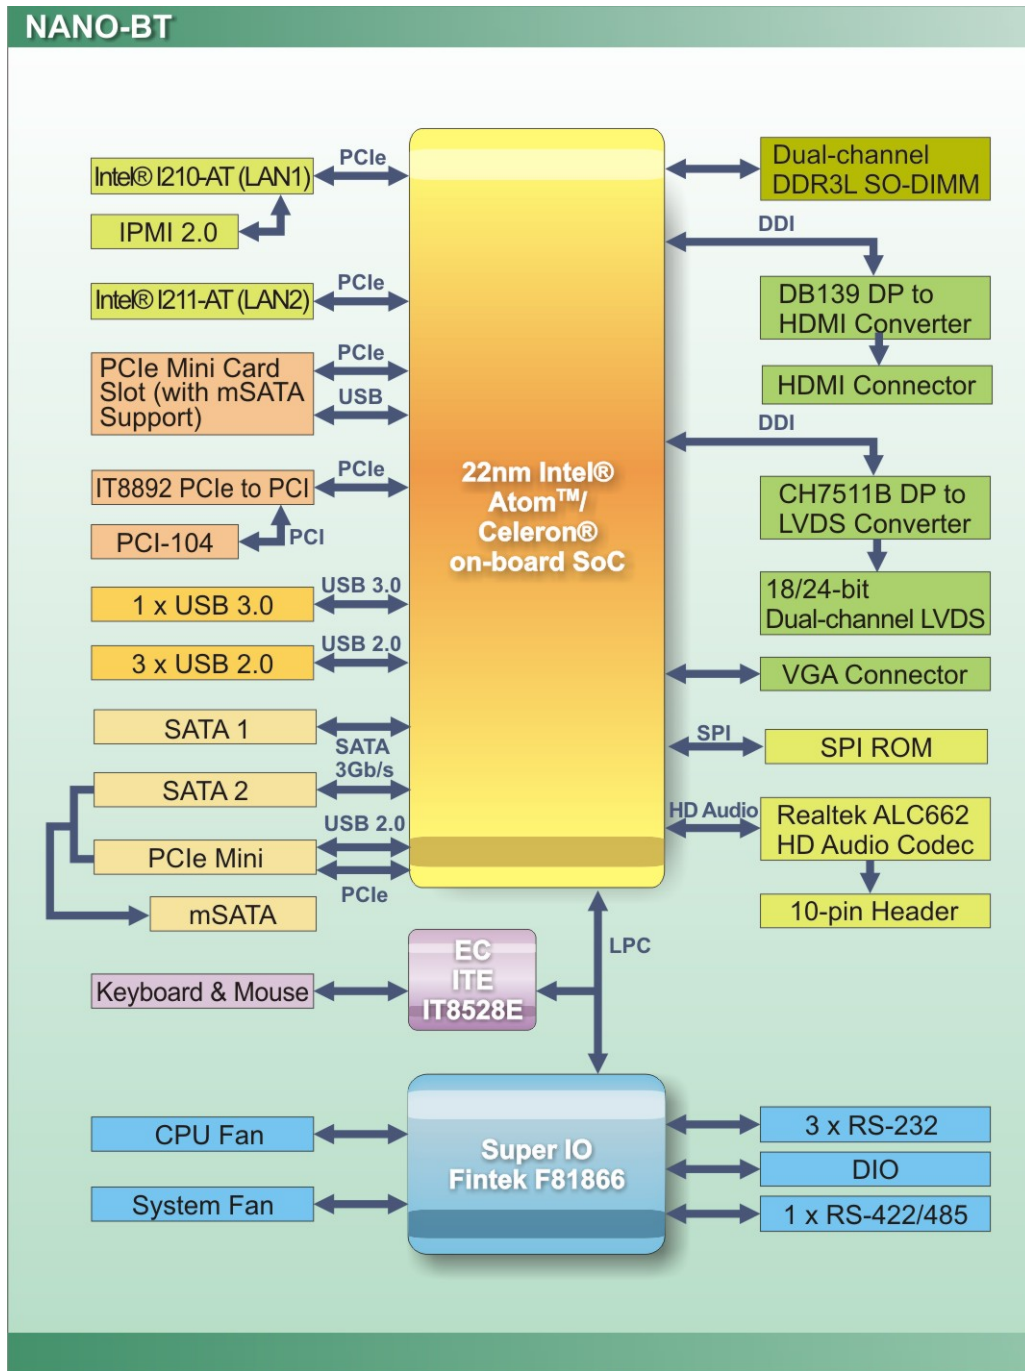 NANO-BT
Intel® I210-AT (LAN1)
PCIe
IPMI 2.0
Intel® I211-AT (LAN2)
PCIe
PCIe Mini Card
Slot (with mSATA
Support)
PCIe
USB
IT8892 PCIe to PCI
PCIe
PCI-104
PCI
1 x USB 3.0
USB 3.0
3 x USB 2.0
USB 2.0
SATA 1
SATA
3Gb/s
SATA 2
USB 2.0
PCIe Mini
PCIe
mSATA
22nm Intel®
Atom™/
Celeron®
on-board SoC
Dual-channel
DDR3L SO-DIMM
DDI
DB139 DP to
HDMI Converter
HDMI Connector
DDI
CH7511B DP to
LVDS Converter
18/24-bit
Dual-channel LVDS
VGA Connector
SPI
SPI ROM
HD Audio
Realtek ALC662
HD Audio Codec
10-pin Header
LPC
EC
ITE
IT8528E
Keyboard & Mouse
CPU Fan
System Fan
Super IO
Fintek F81866
3 x RS-232
DIO
1 x RS-422/485